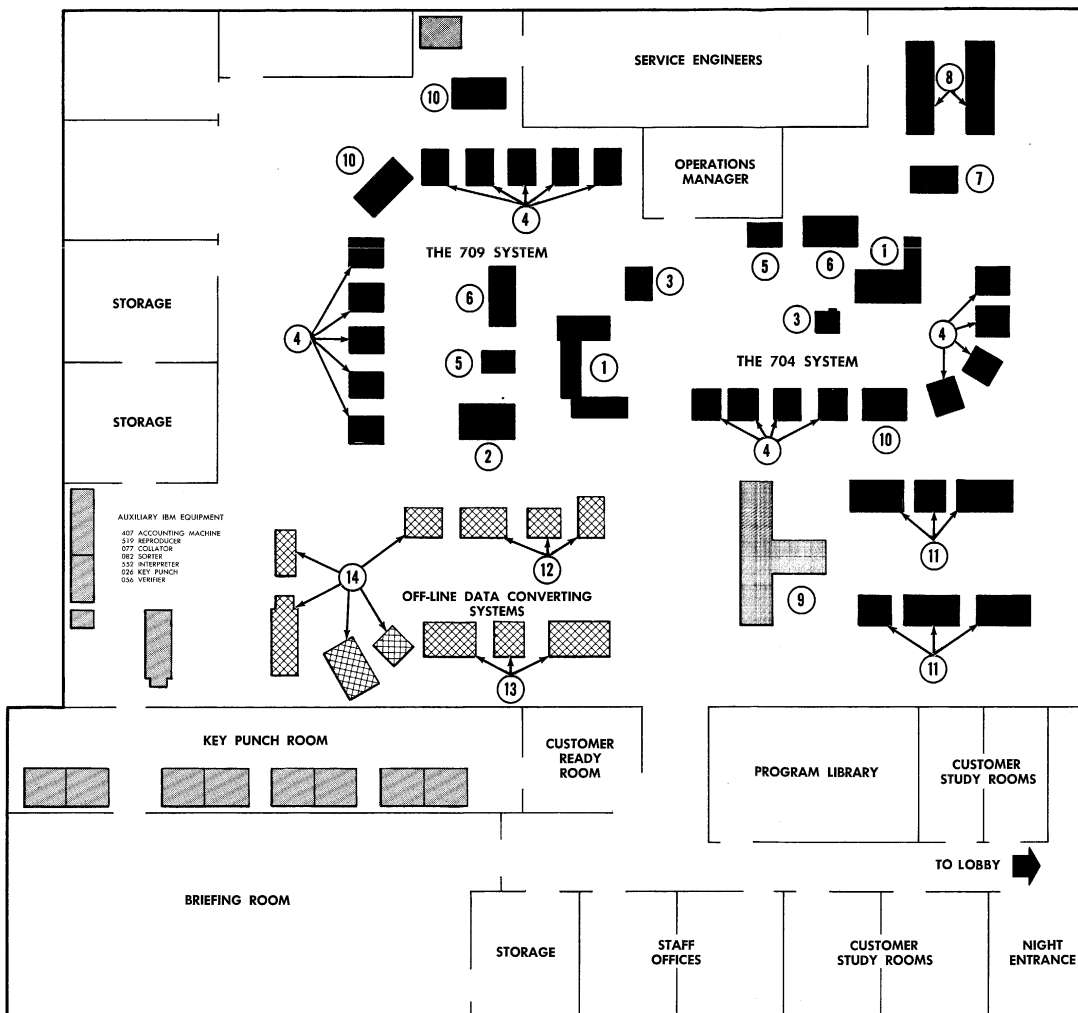 SERVICE ENGINEERS
8
10
10
OPERATIONS
MANAGER
7
4
THE 709 SYSTEM
1
5
6
3
6
STORAGE
3
4
4
5
1
THE 704 SYSTEM
STORAGE
10
2
4
AUXILIARY IBM EQUIPMENT
407 ACCOUNTING MACHINE
519 REPRODUCER
077 COLLATOR
082 SORTER
552 INTERPRETER
026 KEY PUNCH
056 VERIFIER
11
12
14
OFF-LINE DATA CONVERTING
SYSTEMS
9
11
13
KEY PUNCH ROOM
CUSTOMER
READY
ROOM
PROGRAM LIBRARY
CUSTOMER
STUDY ROOMS
TO LOBBY
BRIEFING ROOM
STORAGE
STAFF
OFFICES
CUSTOMER
STUDY ROOMS
NIGHT
ENTRANCE